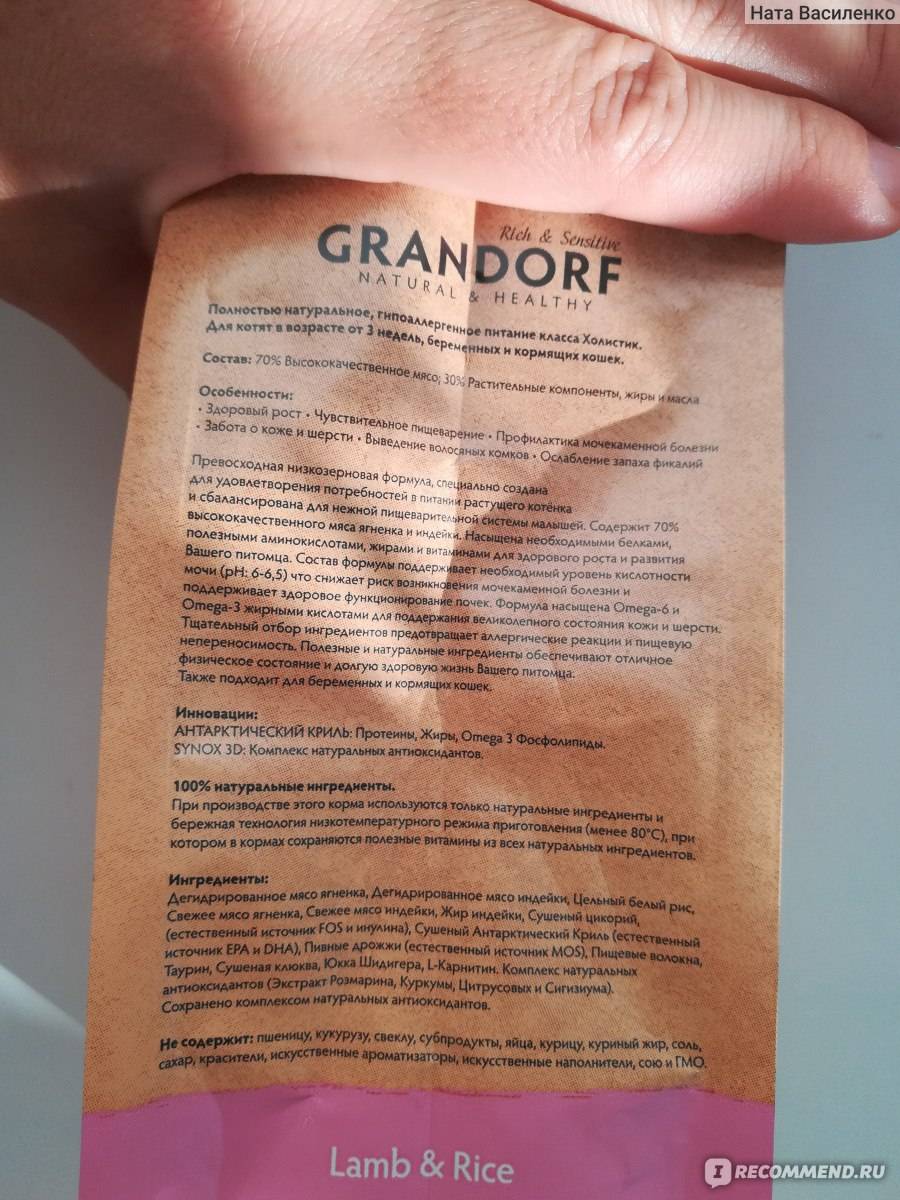 Ната Василенко
Rich & Sensitive
GRANDORF
NATURAL & HEALTHY
Полностью натуральное, гипоаллергенное питание класса Холистик.
Для котят в возрасте от 3 недель, беременных и кормящих кошек.
Состав: 70% Высококачественное мясо; 30% Растительные компоненты, жиры и масла
Особенности:
• Здоровый рост • Чувствительное пищеварение • Профилактика мочекаменной болезни
• Забота о коже и шерсти • Выведение волосяных комков • Ослабление запаха фикалий
Превосходная низкозерновая формула, специально создана
для удовлетворения потребностей в питании растущего котёнка
и сбалансирована для нежной пищеварительной системы малышей. Содержит 70%
высококачественного мяса ягненка и индейки. Насыщена необходимыми белками,
полезными аминокислотами, жирами и витаминами для здорового роста и развития
Вашего питомца. Состав формулы поддерживает необходимый уровень кислотности
мочи (pH: 6-6,5) что снижает риск возникновения мочекаменной болезни и
поддерживает здоровое функционирование почек. Формула насыщена Omega-6 и
Omega-3 жирными кислотами для поддержания великолепного состояния кожи и шерсти.
Тщательный отбор ингредиентов предотвращает аллергические реакции и пищевую
непереносимость. Полезные и натуральные ингредиенты обеспечивают отличное
физическое состояние и долгую здоровую жизнь Вашего питомца.
Также подходит для беременных и кормящих кошек.
Инновации:
АНТАРКТИЧЕСКИЙ КРИЛЬ: Протеины, Жиры, Omega 3 Фосфолипиды.
SYNOX 3D: Комплекс натуральных антиоксидантов.
100% натуральные ингредиенты.
При производстве этого корма используются только натуральные ингредиенты и
бережная технология низкотемпературного режима приготовления (менее 80°C), при
котором в кормах сохраняются полезные витамины из всех натуральных ингредиентов.
Ингредиенты:
Дегидрированное мясо ягненка, Дегидрированное мясо индейки, Цельный белый рис,
Свежее мясо ягненка, Свежее мясо индейки, Жир индейки, Сушеный цикорий,
(естественный источник FOS и инулина), Сушеный Антарктический Криль (естественный
источник EPA и DHA), Пивные дрожжи (естественный источник MOS), Пищевые волокна,
Таурин, Сушеная клюква, Юкка Шидигера, L-Карнитин. Комплекс натуральных
антиоксидантов (Экстракт Розмарина, Куркумы, Цитрусовых и Сигизиума).
Сохранено комплексом натуральных антиоксидантов.
Не содержит: пшеницу, кукурузу, свеклу, субпродукты, яйца, курицу, куриный жир, соль,
сахар, красители, искусственные ароматизаторы, искусственные наполнители, сою и ГМО.
Lamb & Rice
IRECOMMEND.RU